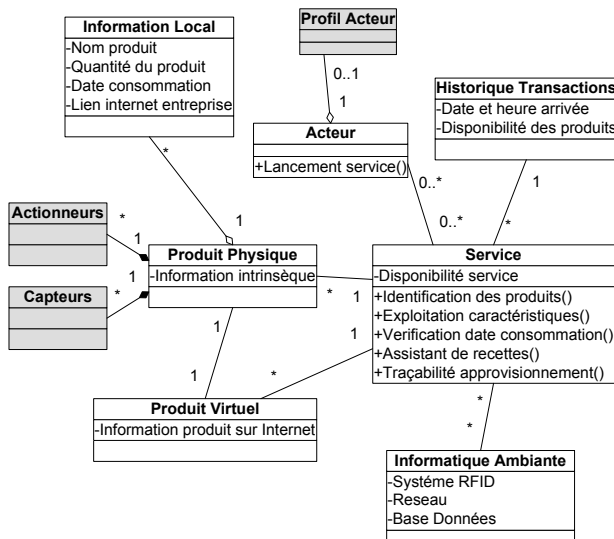 Information Local
-Nom produit
-Quantité du produit
-Date consommation
-Lien internet entreprise
Profil Acteur
0..1
1
Acteur
+Lancement service()
Historique Transactions
-Date et heure arrivée
-Disponibilité des produits
*
1
0..*
0..*
1
*
Actionneurs
*
1
Capteurs
*
1
Produit Physique
-Information intrinsèque
*
1
Service
-Disponibilité service
+Identification des produits()
+Exploitation caractéristiques()
+Verification date consommation()
+Assistant de recettes()
+Traçabilité approvisionnement()
1
1
1
*
Produit Virtuel
-Information produit sur Internet
*
*
Informatique Ambiante
-Systéme RFID
-Reseau
-Base Données